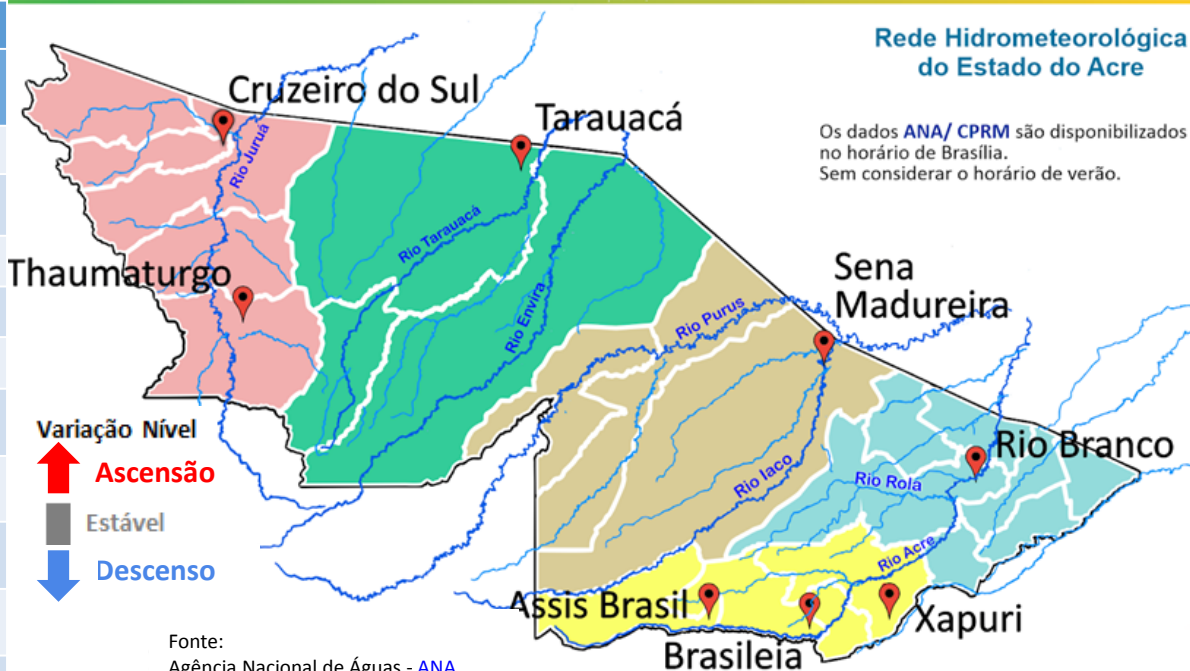 Rede Hidrometeorológica
do Estado do Acre
Os dados ANA/ CPRM são disponibilizados
no horário de Brasília.
Sem considerar o horário de verão.
Cruzeiro do Sul
Tarauacá
Rio Juruá
Rio Tarauacá
Thaumaturgo
Rio Envira
Sena
Madureira
Rio Purus
Variação Nível
Ascensão
Estável
Descenso
Rio Branco
Rio Iaco
Rio Rola
Rio Acre
Assis Brasil
Xapuri
Brasileia
Fonte:
Agência Nacional de Águas - ANA